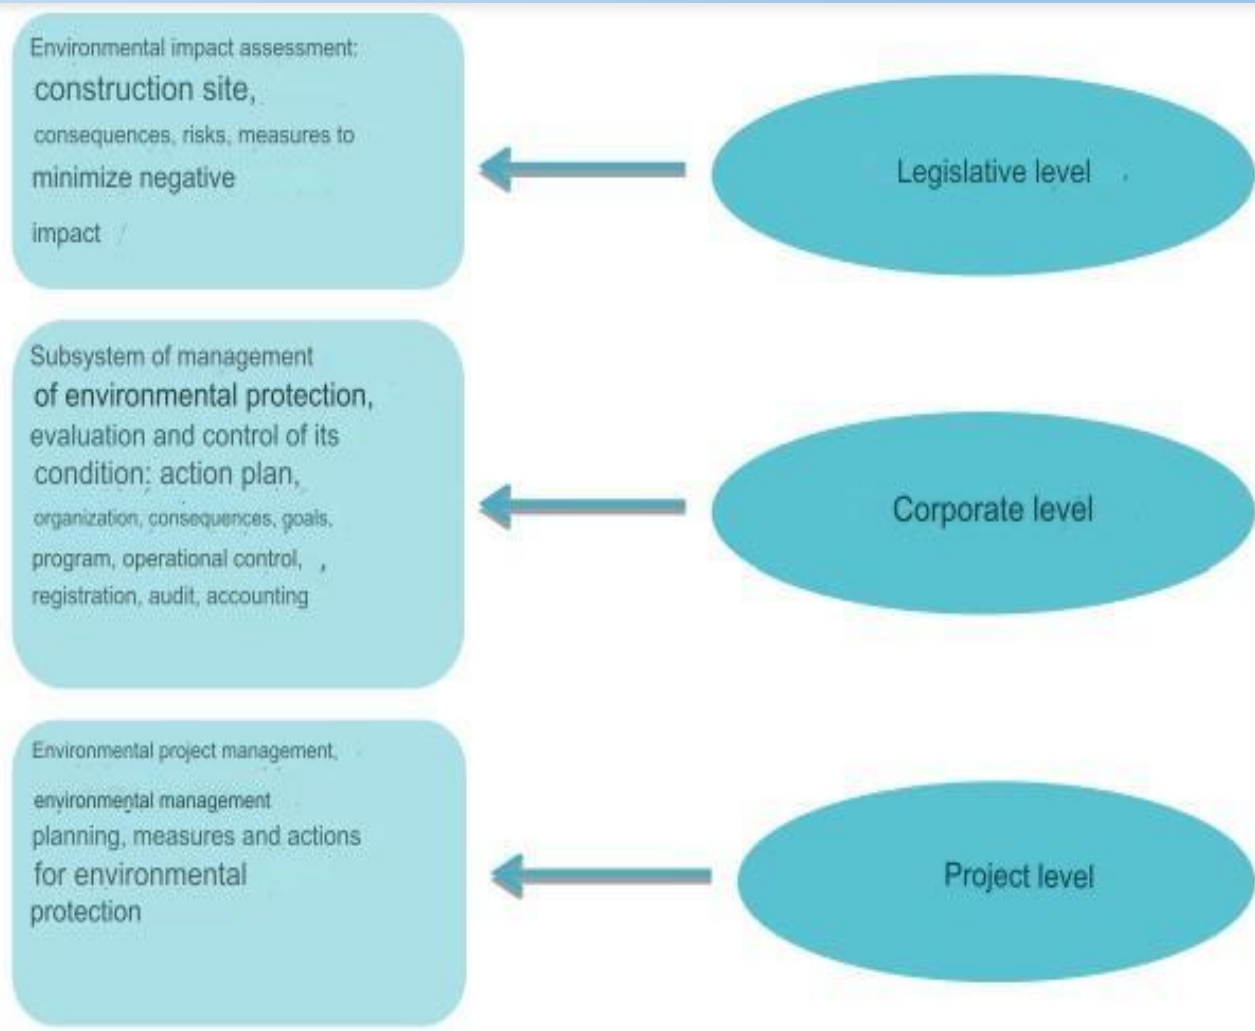 Environmental impact assessment:
construction site,
consequences, risks, measures to
minimize negative
impact /
Legislative level
Subsystem of management
of environmental protection,
evaluation and control of its
condition: action plan,
organization, consequences, goals,
program, operational control, ,
registration, audit, accounting
Corporate level
Environmental project management,
environmental management
planning, measures and actions
for environmental
protection
Project level